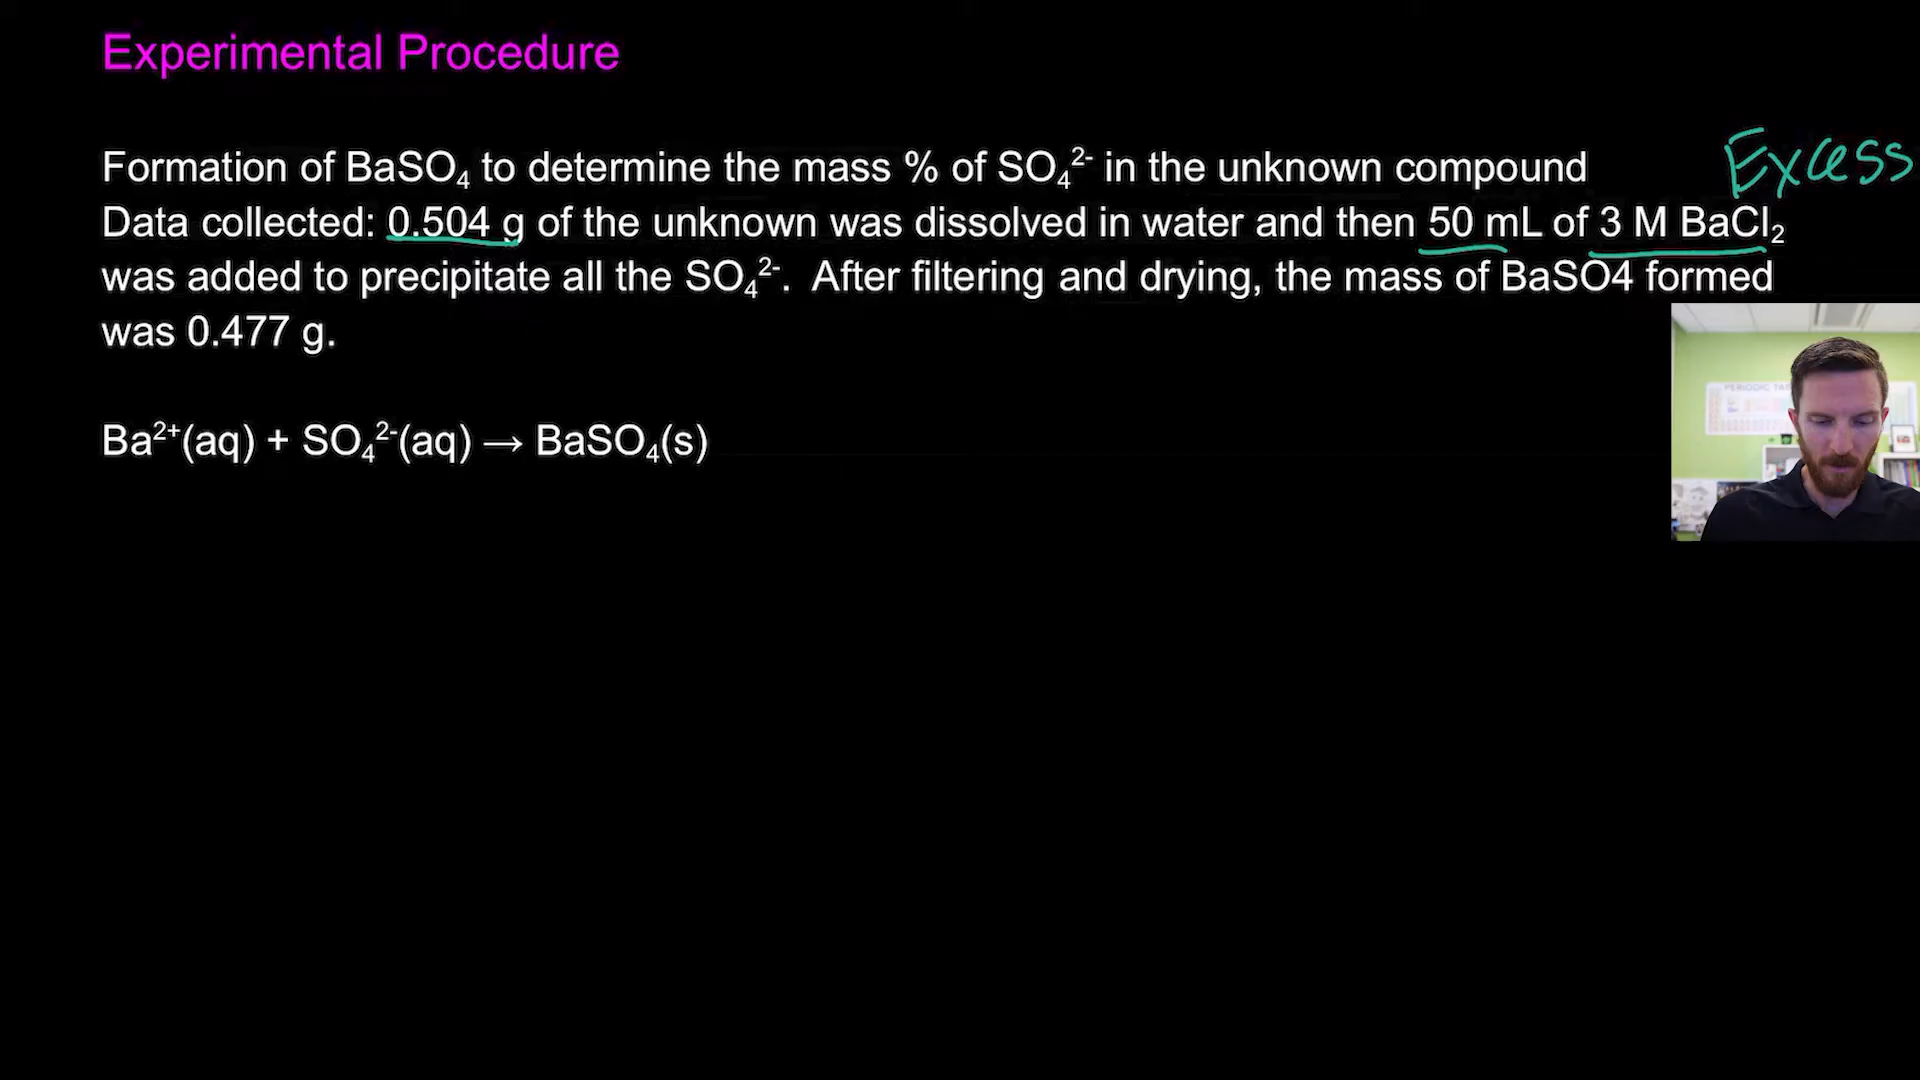 Experimental Procedure
Excess
Formation of BaSO₄ to determine the mass % of SO₄²⁻ in the unknown compound
Data collected: 0.504 g of the unknown was dissolved in water and then 50 mL of 3 M BaCl₂
was added to precipitate all the SO₄²⁻. After filtering and drying, the mass of BaSO4 formed
was 0.477 g.
PERIODIC TAB
Ba²⁺(aq) + SO₄²⁻(aq) → BaSO₄(s)